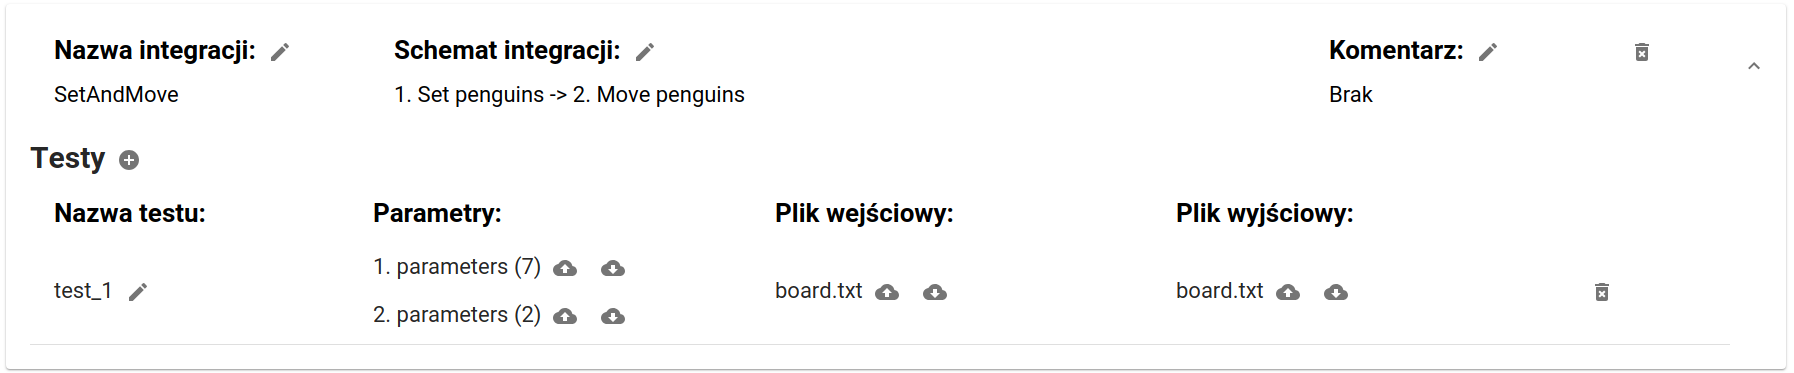 Nazwa integracji: Schemat integracji: Komentarz:
SetAndMove 1. Set penguins -> 2. Move penguins Brak
Testy
Nazwa testu: Parametry: Plik wejściowy: Plik wyjściowy:
1. parameters (7)
test_1 board.txt board.txt
2. parameters (2)